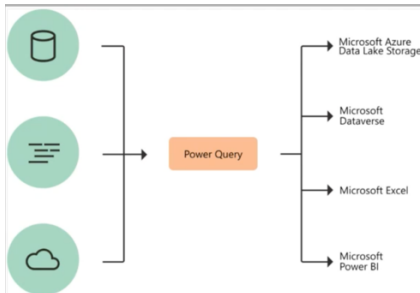 Microsoft Azure
Data Lake Storage
Microsoft
Dataverse
Power Query
Microsoft Excel
Microsoft
Power BI